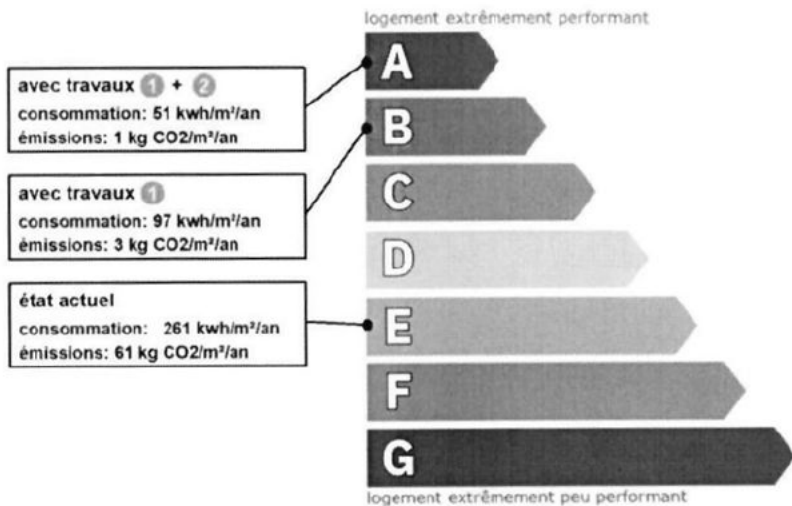 logement extrêmement performant
A
avec travaux 1 + 2
consommation: 51 kwh/m²/an
émissions: 1 kg CO2/m²/an
B
avec travaux 1
consommation: 97 kwh/m²/an
émissions: 3 kg CO2/m²/an
C
D
état actuel
consommation: 261 kwh/m²/an
émissions: 61 kg CO2/m²/an
E
F
G
logement extrêmement peu performant